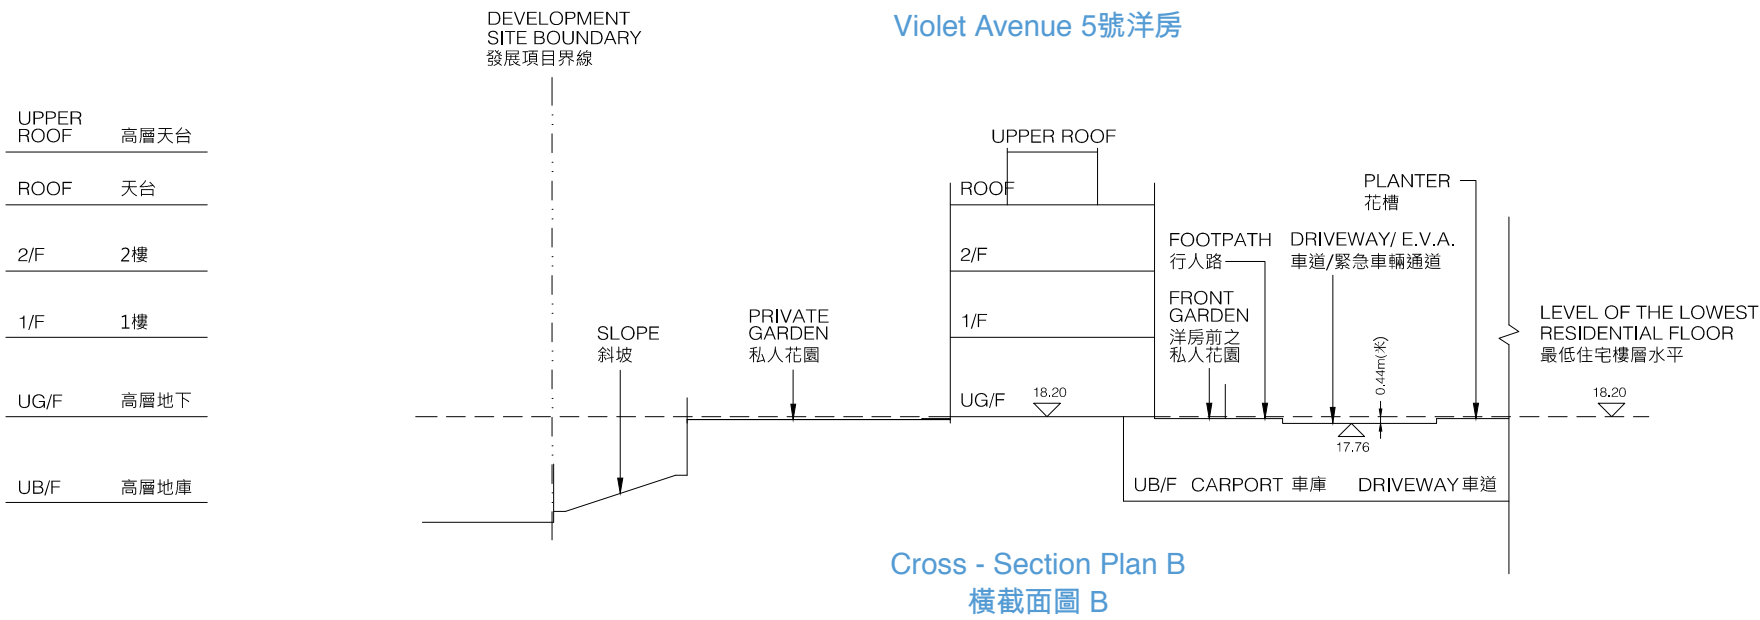 Violet Avenue 5號洋房
DEVELOPMENT
SITE BOUNDARY
發展項目界線
UPPER
ROOF 高層天台
ROOF 天台
2/F 2樓
1/F 1樓
UG/F 高層地下
UB/F 高層地庫
UPPER ROOF
ROOF
2/F
1/F
UG/F
18.20
SLOPE
斜坡
PRIVATE
GARDEN
私人花園
FOOTPATH
行人路
FRONT
GARDEN
洋房前之
私人花園
DRIVEWAY/ E.V.A.
車道/緊急車輛通道
PLANTER
花槽
0.44m(米)
17.76
LEVEL OF THE LOWEST
RESIDENTIAL FLOOR
最低住宅樓層水平
18.20
UB/F CARPORT 車庫 DRIVEWAY 車道
Cross - Section Plan B
橫截面圖 B